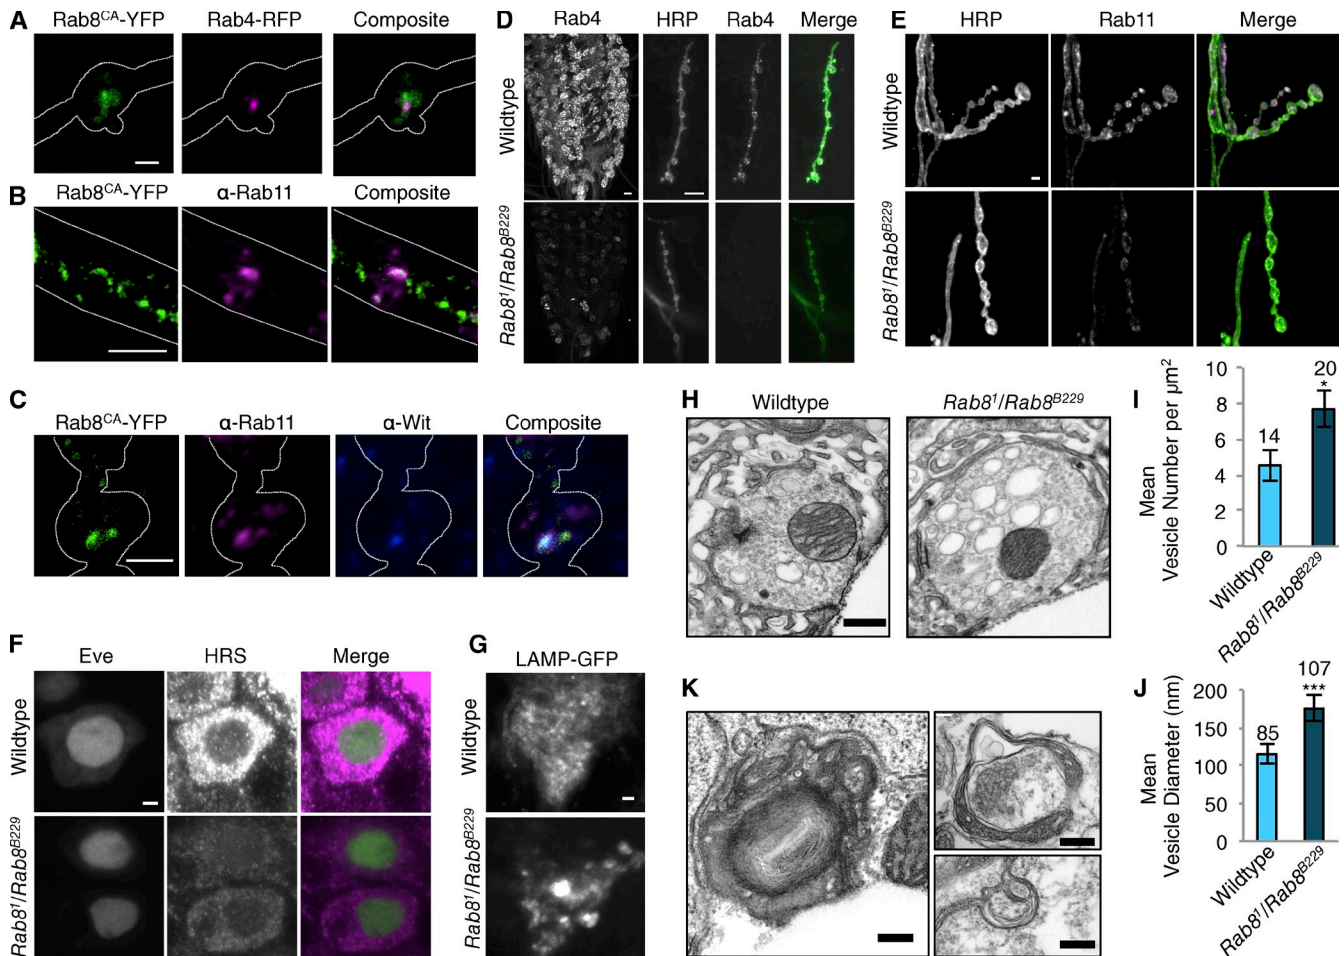 A
Rab8CA-YFP Rab4-RFP Composite
B
Rab8CA-YFP α-Rab11 Composite
C
Rab8CA-YFP α-Rab11 α-Wit Composite
D
Rab4 HRP Rab4 Merge
Wildtype
Rab81/Rab8B229
E
HRP Rab11 Merge
Wildtype
Rab81/Rab8B229
F
Eve HRS Merge
Wildtype
Rab81/Rab8B229
G
LAMP-GFP
Wildtype
Rab81/Rab8B229
H
Wildtype Rab81/Rab8B229
I
Mean
Vesicle Number per µm2
10
8
6
4
2
0
14
20
*
Wildtype
Rab81/Rab8B229
J
Mean
Vesicle Diameter (nm)
200
150
100
50
0
85
107
***
Wildtype
Rab81/Rab8B229
K